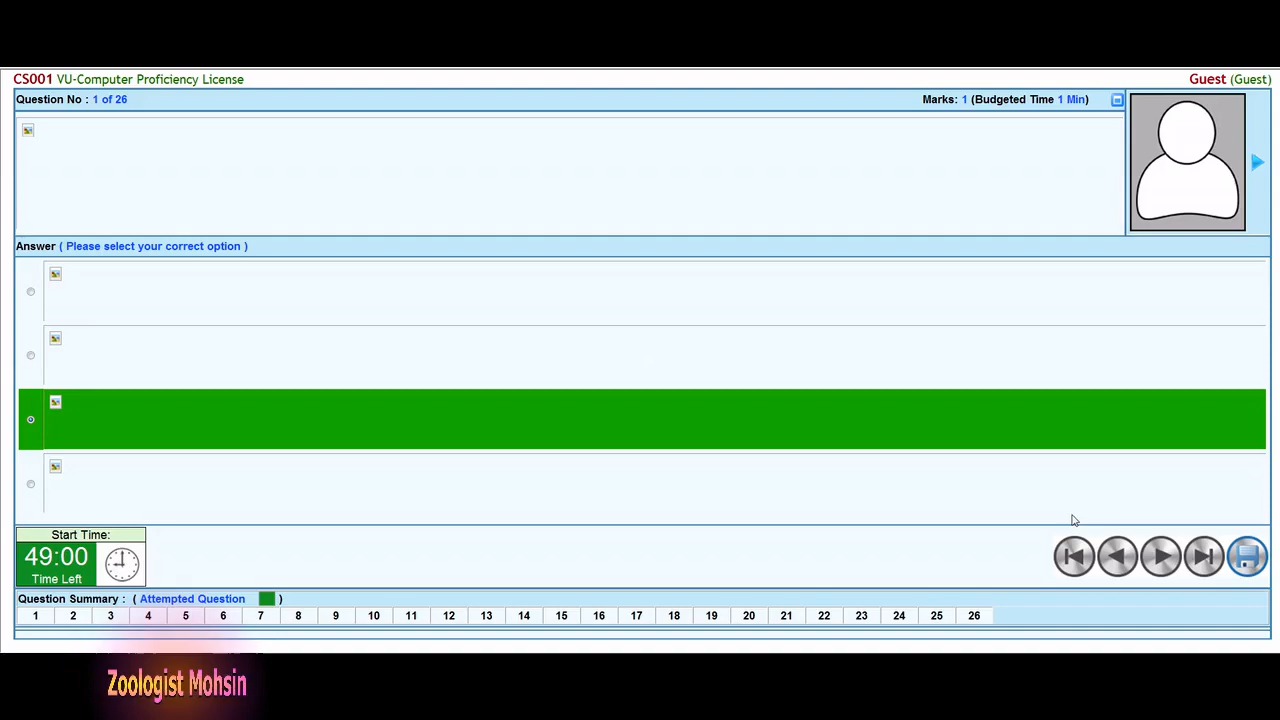 CS001 VU-Computer Proficiency License
Guest (Guest)
Question No : 1 of 26
Marks: 1 (Budgeted Time 1 Min)
Answer ( Please select your correct option )
Start Time:
49:00
Time Left
Question Summary : ( Attempted Question )
1 2 3 4 5 6 7 8 9 10 11 12 13 14 15 16 17 18 19 20 21 22 23 24 25 26
Zoologist Mohsin